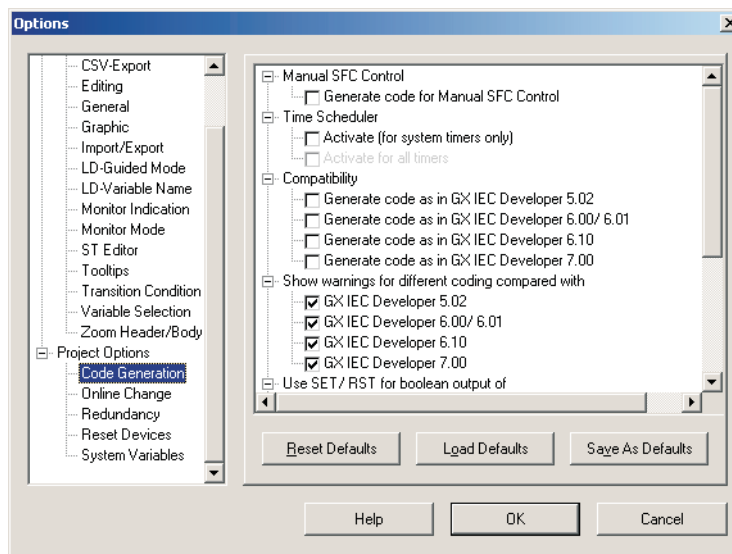 Options
CSV-Export
Editing
General
Graphic
Import/Export
LD-Guided Mode
LD-Variable Name
Monitor Indication
Monitor Mode
ST Editor
Tooltips
Transition Condition
Variable Selection
Zoom Header/Body
Project Options
Code Generation
Online Change
Redundancy
Reset Devices
System Variables
Manual SFC Control
Generate code for Manual SFC Control
Time Scheduler
Activate (for system timers only)
Activate for all timers
Compatibility
Generate code as in GX IEC Developer 5.02
Generate code as in GX IEC Developer 6.00/ 6.01
Generate code as in GX IEC Developer 6.10
Generate code as in GX IEC Developer 7.00
Show warnings for different coding compared with
GX IEC Developer 5.02
GX IEC Developer 6.00/ 6.01
GX IEC Developer 6.10
GX IEC Developer 7.00
Use SET/ RST for boolean output of
Reset Defaults
Load Defaults
Save As Defaults
Help
OK
Cancel